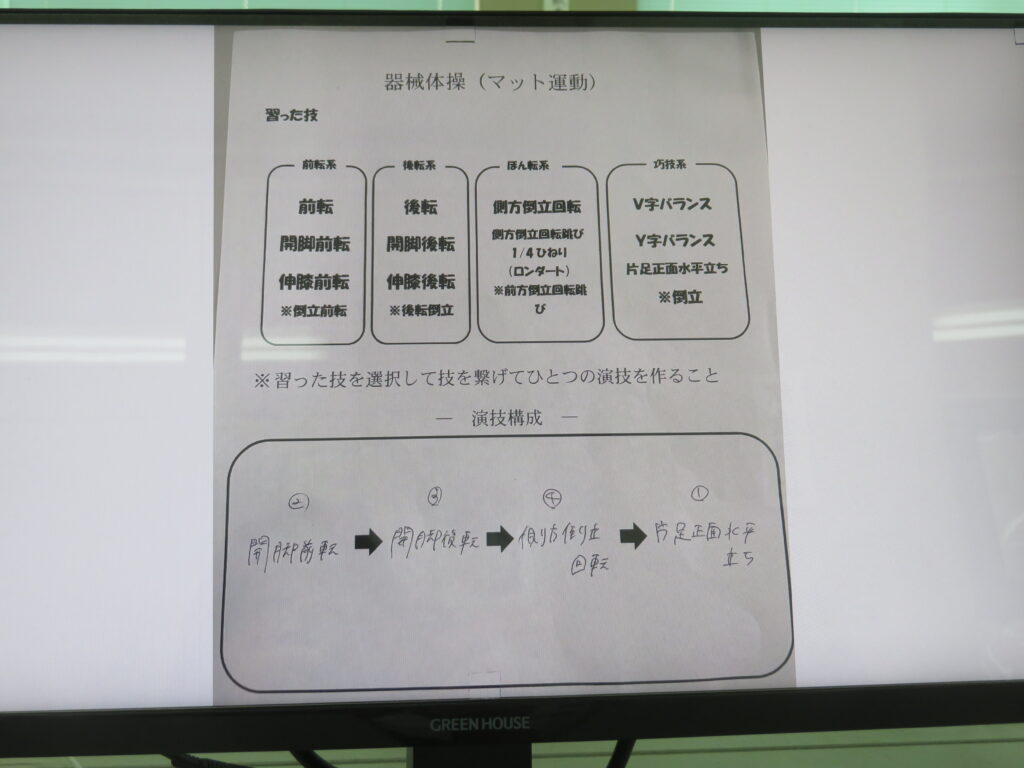 器械体操（マット運動）
習った技
前転系
前転
開脚前転
伸膝前転
※倒立前転
後転系
後転
開脚後転
伸膝後転
※後転倒立
ほん転系
側方倒立回転
側方倒立回転跳び
1/4ひねり
（ロンダート）
※前方倒立回転跳
び
巧技系
V字バランス
Y字バランス
片足正面水平立ち
※倒立
※習った技を選択して技を繋げてひとつの演技を作ること
― 演技構成 ―
② ③ ④ ①
開脚前転 → 開脚後転 → 側方倒立 → 片足正面水平
回転 立ち
GREEN HOUSE